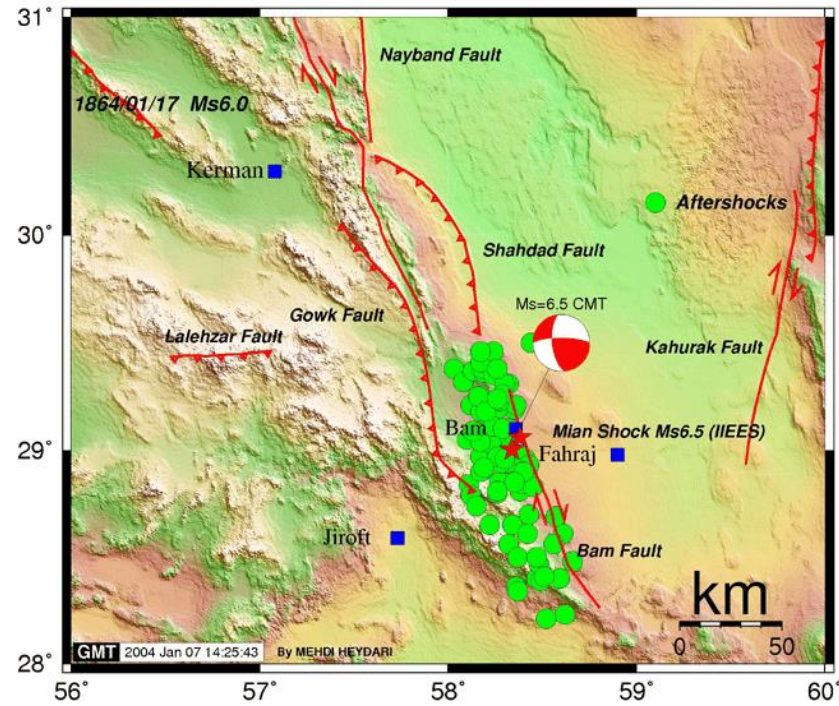 31˚
30˚
29˚
28˚
56˚
57˚
58˚
59˚
60˚
Nayband Fault
1864/01/17 Ms6.0
Kerman
Aftershocks
Shahdad Fault
Ms=6.5 CMT
Gowk Fault
Lalehzar Fault
Kahurak Fault
Bam
Mian Shock Ms6.5 (IIEES)
Fahraj
Jiroft
Bam Fault
km
0 50
GMT 2004 Jan 07 14:25:43 By MEHDI HEYDARI